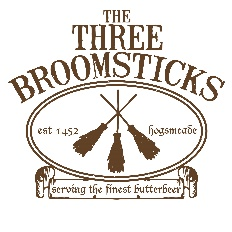 THE
THREE
BROOMSTICKS
est 1452 hogsmeade
serving the finest butterbeer